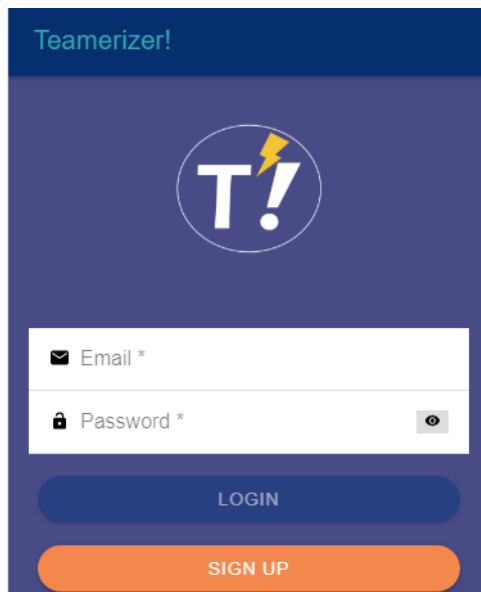 Teamerizer!
T!
Email *
Password *
LOGIN
SIGN UP